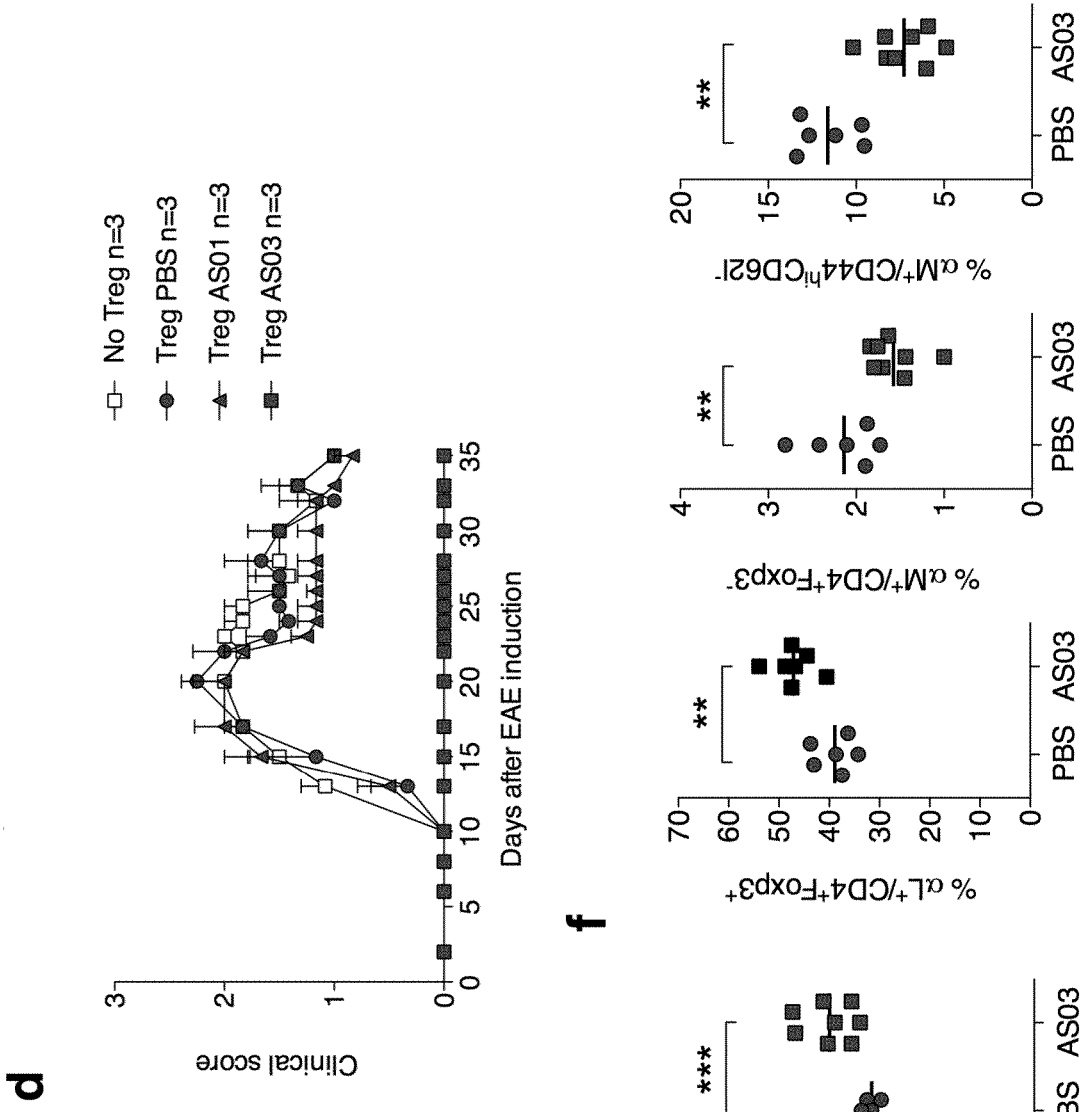 d
No Treg n=3
Treg PBS n=3
Treg AS01 n=3
Treg AS03 n=3
Clinical score
3
2
1
0
0 5 10 15 20 25 30 35
Days after EAE induction
***
BS AS03
f
% αL⁺/CD4⁺Foxp3⁺
70
60
50
40
30
20
10
0
**
PBS AS03
% αM⁺/CD4⁺Foxp3⁻
4
3
2
1
0
**
PBS AS03
% αM⁺/CD44ʰⁱCD62l⁻
20
15
10
5
0
**
PBS AS03